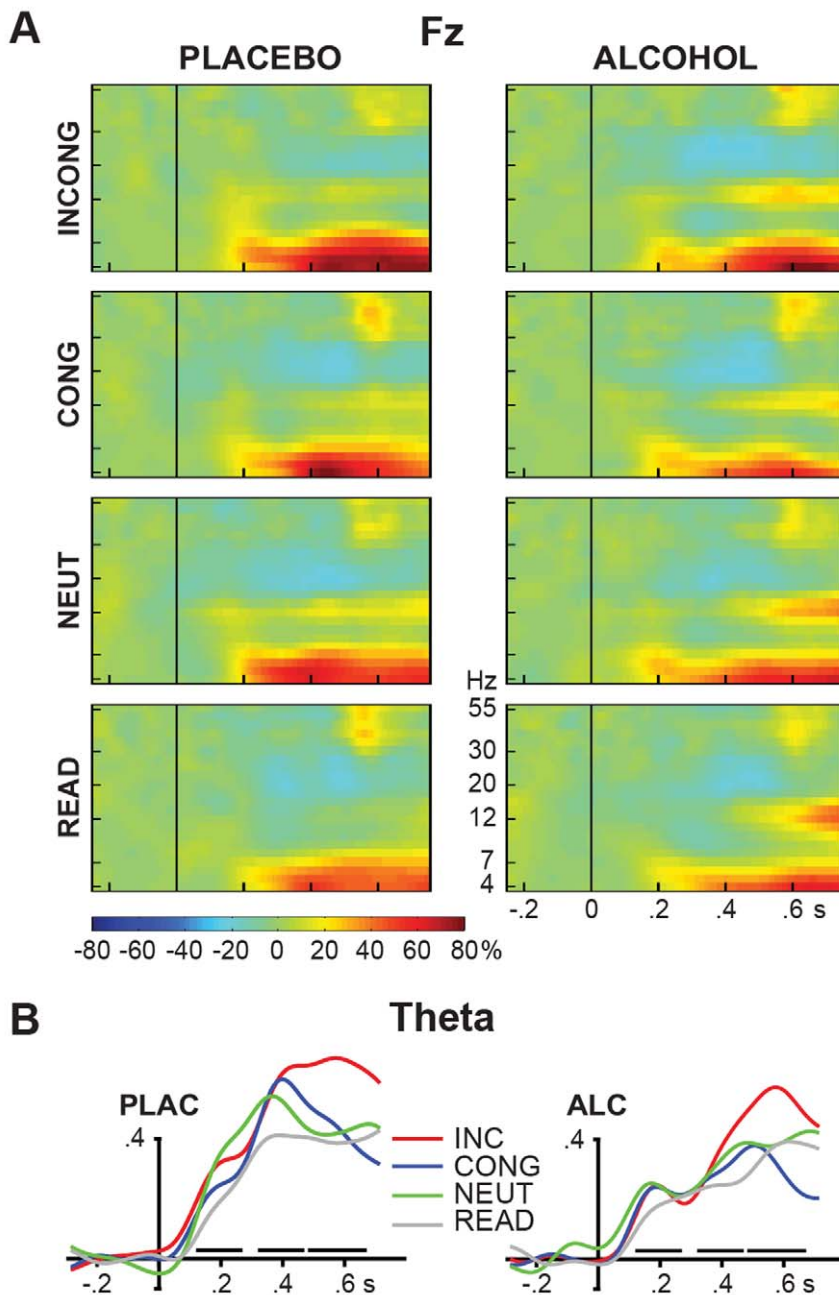 A
Fz
PLACEBO
ALCOHOL
INCONG
CONG
NEUT
READ
Hz
55
30
20
12
7
4
-.2 0 .2 .4 .6 s
-80 -60 -40 -20 0 20 40 60 80%
B
Theta
PLAC
.4
-.2 .2 .4 .6 s
INC
CONG
NEUT
READ
ALC
.4
-.2 .2 .4 .6 s